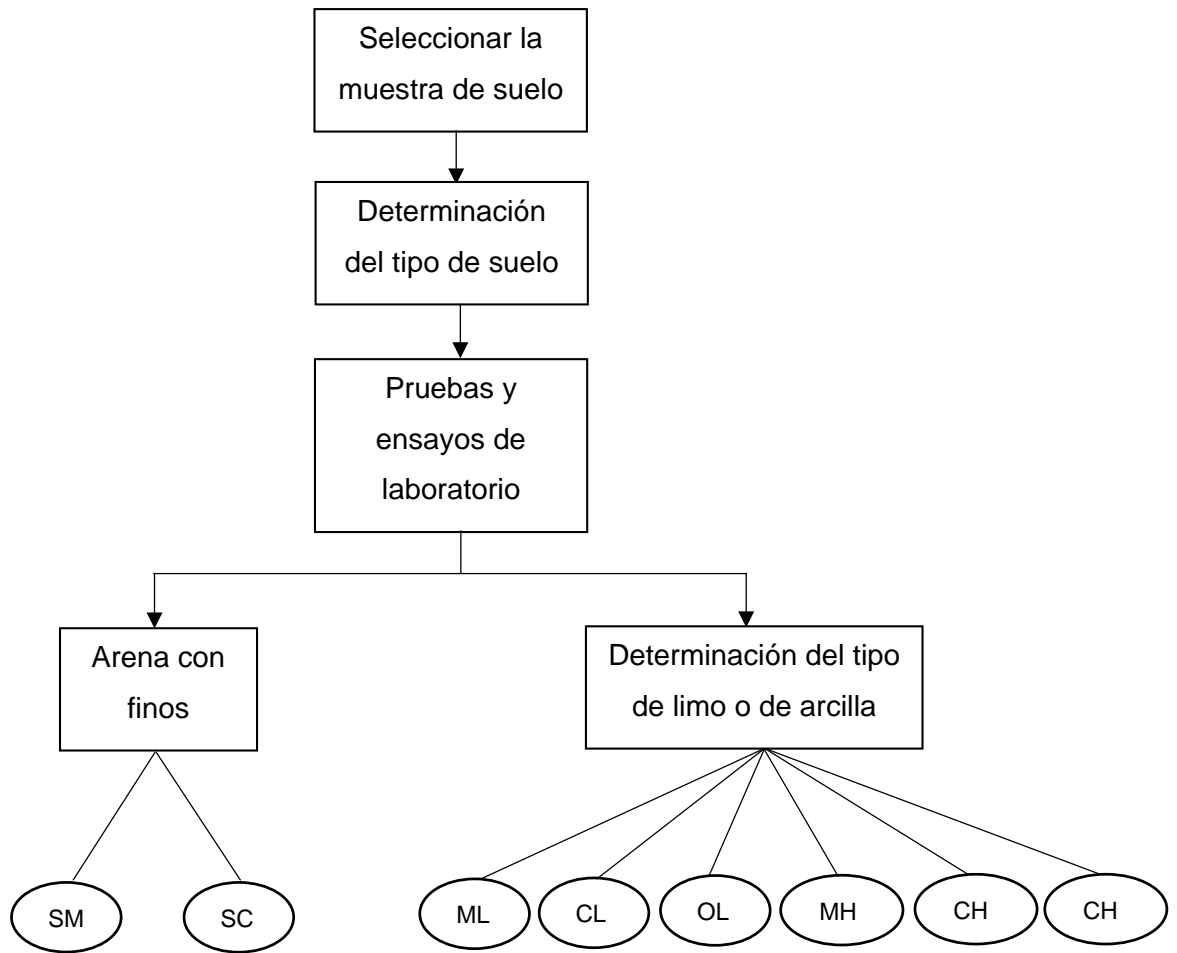 Seleccionar la
muestra de suelo
Determinación
del tipo de suelo
Pruebas y
ensayos de
laboratorio
Arena con
finos
Determinación del tipo
de limo o de arcilla
SM
SC
ML
CL
OL
MH
CH
CH